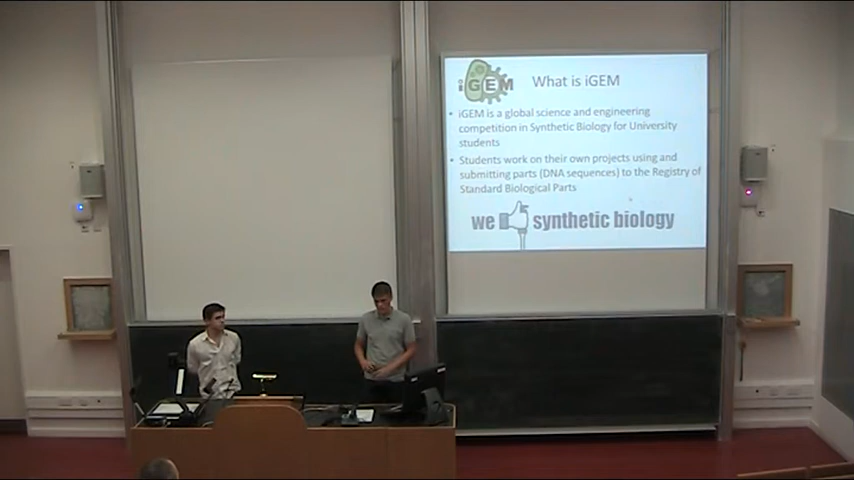 iGEM
What is iGEM
• iGEM is a global science and engineering
competition in Synthetic Biology for University
students
• Students work on their own projects using and
submitting parts (DNA sequences) to the Registry of
Standard Biological Parts
we synthetic biology